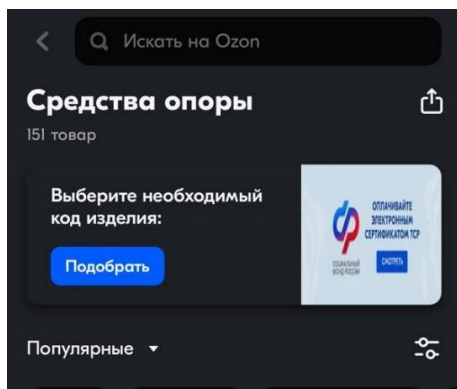 Искать на Ozon
Средства опоры
151 товар
Выберите необходимый
код изделия:
Подобрать
ОПЛАЧИВАЙТЕ
ЭЛЕКТРОННЫМ
СЕРТИФИКАТОМ ТСР
СОЦИАЛЬНЫЙ
ФОНД РОССИИ
СМОТРЕТЬ
Популярные